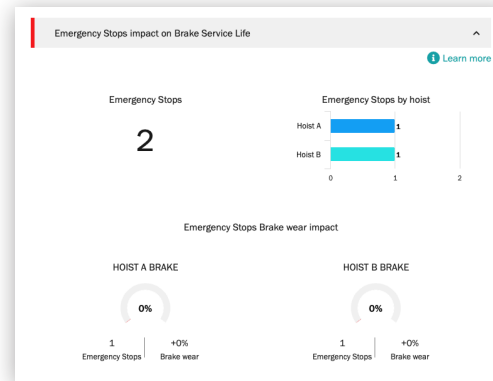 Emergency Stops impact on Brake Service Life
i Learn more
Emergency Stops
2
Emergency Stops by hoist
Hoist A 1
Hoist B 1
0 1 2
Emergency Stops Brake wear impact
HOIST A BRAKE
0%
1 +0%
Emergency Stops Brake wear
HOIST B BRAKE
0%
1 +0%
Emergency Stops Brake wear